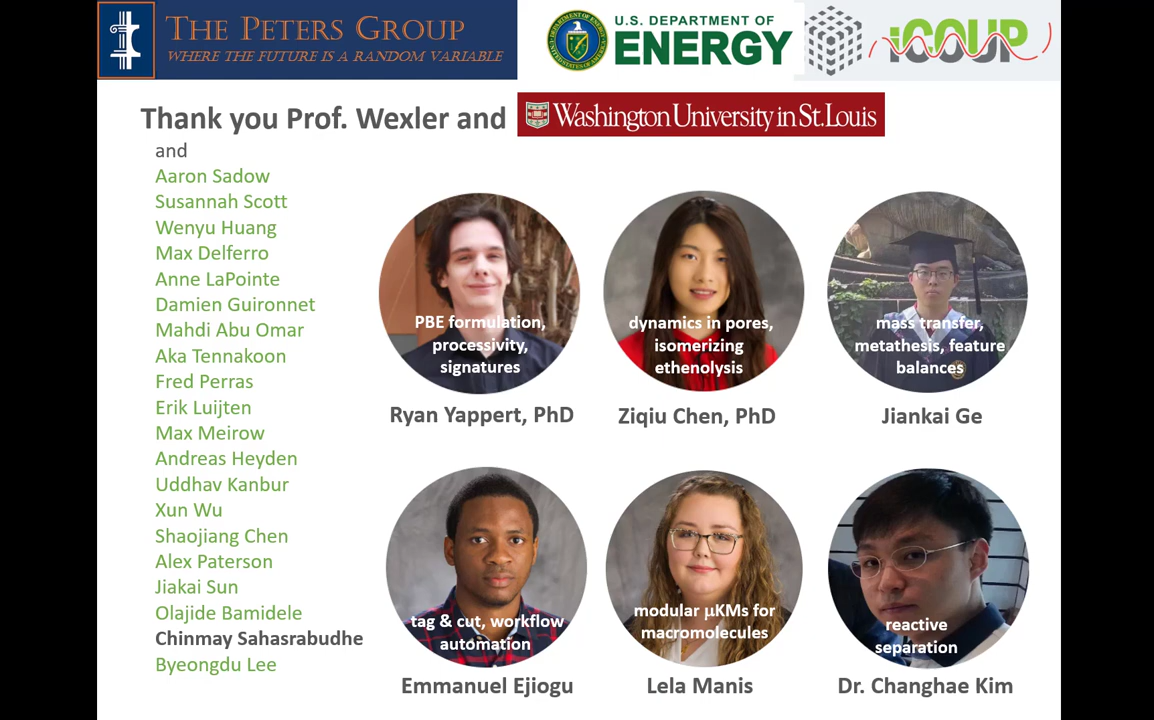 THE PETERS GROUP
WHERE THE FUTURE IS A RANDOM VARIABLE
U.S. DEPARTMENT OF
ENERGY
iCOUP
Thank you Prof. Wexler and
Washington University in St. Louis
and
Aaron Sadow
Susannah Scott
Wenyu Huang
Max Delferro
Anne LaPointe
Damien Guironnet
Mahdi Abu Omar
Aka Tennakoon
Fred Perras
Erik Luijten
Max Meirow
Andreas Heyden
Uddhav Kanbur
Xun Wu
Shaojiang Chen
Alex Paterson
Jiakai Sun
Olajide Bamidele
Chinmay Sahasrabudhe
Byeongdu Lee
PBE formulation,
processivity,
signatures
Ryan Yappert, PhD
dynamics in pores,
isomerizing
ethenolysis
Ziqiu Chen, PhD
mass transfer,
metathesis, feature
balances
Jiankai Ge
tag & cut, workflow
automation
Emmanuel Ejiogu
modular μKMs for
macromolecules
Lela Manis
reactive
separation
Dr. Changhae Kim